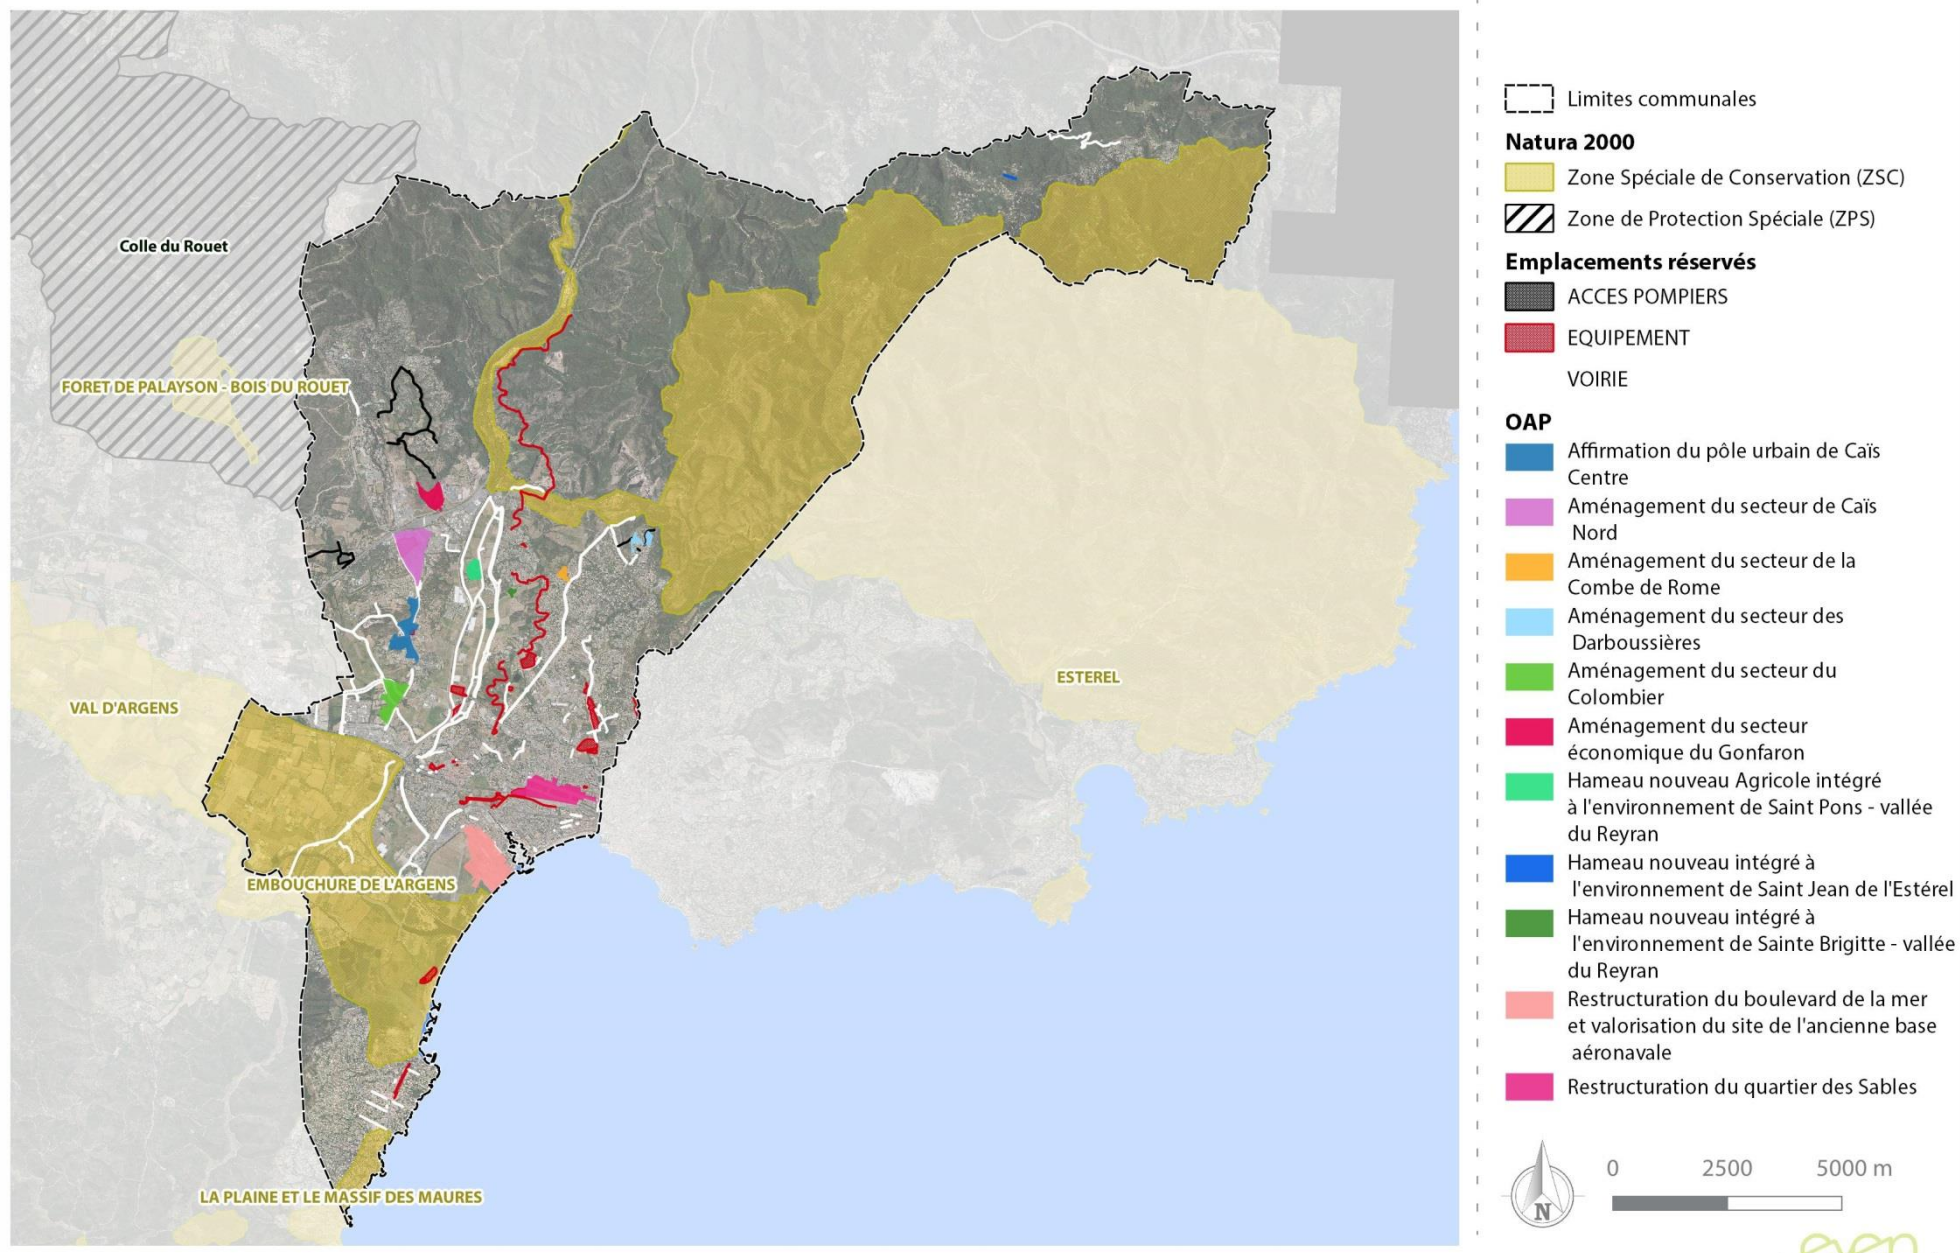 Colle du Rouet
FORET DE PALAYSON - BOIS DU ROUET
VAL D'ARGENS
ESTEREL
EMBOUCHURE DE L'ARGENS
LA PLAINE ET LE MASSIF DES MAURES
Limites communales
Natura 2000
Zone Spéciale de Conservation (ZSC)
Zone de Protection Spéciale (ZPS)
Emplacements réservés
ACCES POMPIERS
EQUIPEMENT
VOIRIE
OAP
Affirmation du pôle urbain de Caïs
Centre
Aménagement du secteur de Caïs
Nord
Aménagement du secteur de la
Combe de Rome
Aménagement du secteur des
Darboussières
Aménagement du secteur du
Colombier
Aménagement du secteur
économique du Gonfaron
Hameau nouveau Agricole intégré
à l'environnement de Saint Pons - vallée
du Reyran
Hameau nouveau intégré à
l'environnement de Saint Jean de l'Estérel
Hameau nouveau intégré à
l'environnement de Sainte Brigitte - vallée
du Reyran
Restructuration du boulevard de la mer
et valorisation du site de l'ancienne base
aéronavale
Restructuration du quartier des Sables
0 2500 5000 m
N
even